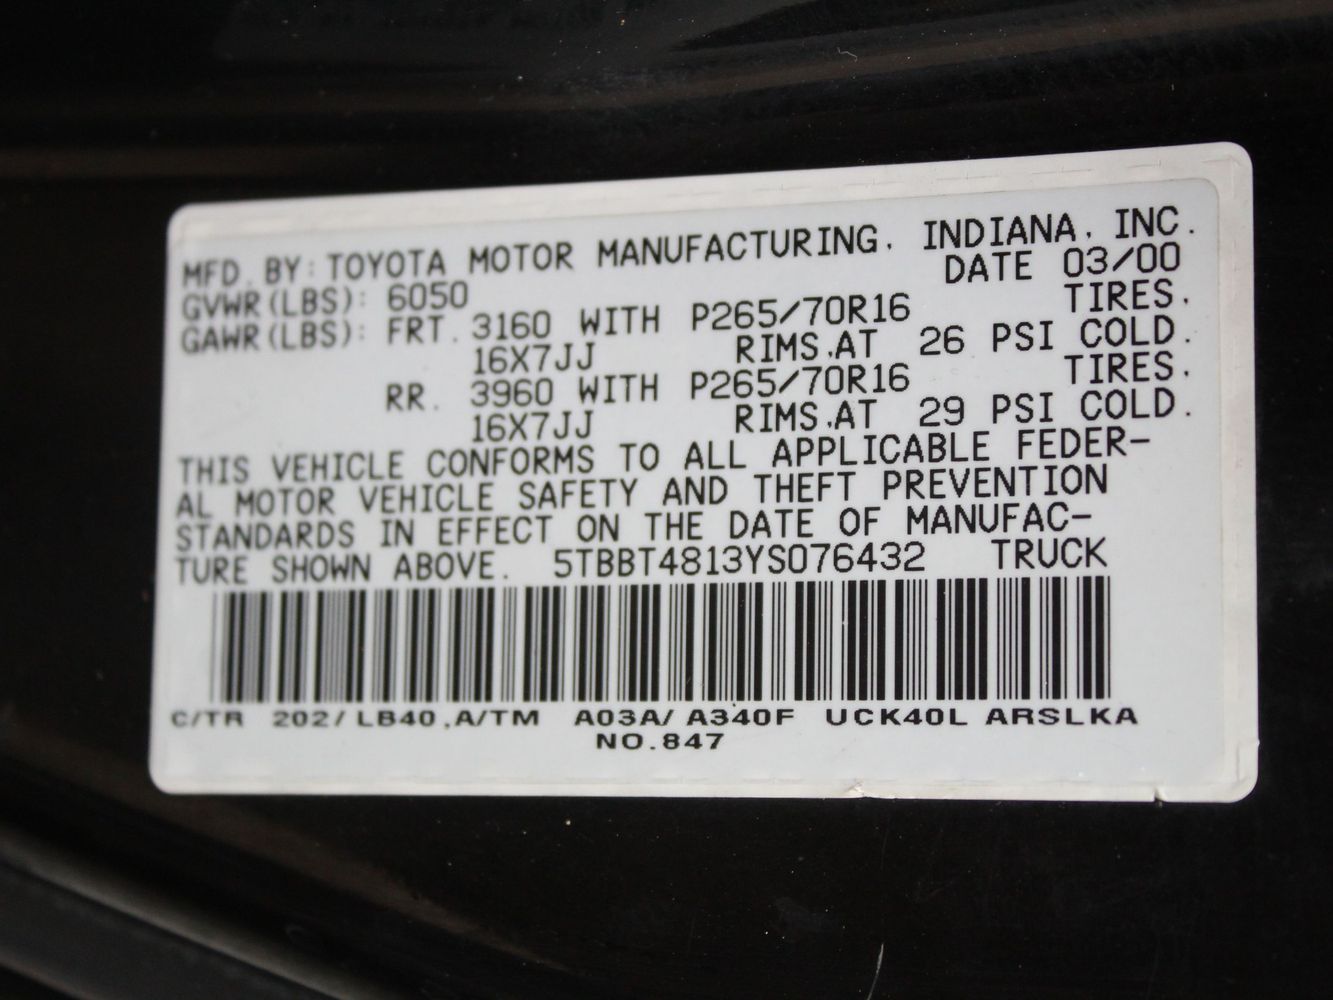 MFD. BY: TOYOTA MOTOR MANUFACTURING, INDIANA, INC.
DATE 03/00
GVWR(LBS): 6050
GAWR(LBS): FRT. 3160 WITH P265/70R16 TIRES,
16X7JJ RIMS,AT 26 PSI COLD.
RR. 3960 WITH P265/70R16 TIRES,
16X7JJ RIMS,AT 29 PSI COLD.
THIS VEHICLE CONFORMS TO ALL APPLICABLE FEDER-
AL MOTOR VEHICLE SAFETY AND THEFT PREVENTION
STANDARDS IN EFFECT ON THE DATE OF MANUFAC-
TURE SHOWN ABOVE. 5TBBT4813YS076432 TRUCK
C/TR 202/LB40,A/TM A03A/A340F UCK40L ARSLKA
NO.847